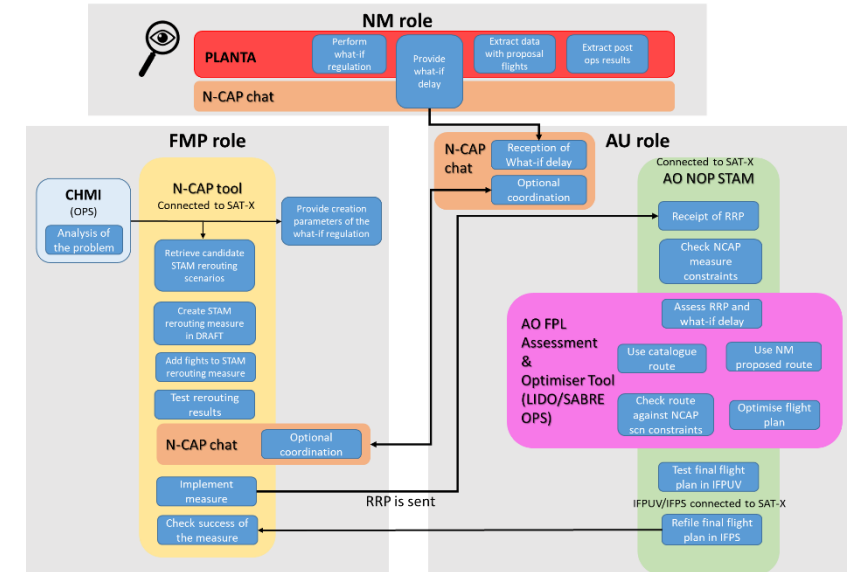 NM role
PLANTA
Perform
what-if
regulation
Provide
what-if
delay
Extract data
with proposal
flights
Extract post
ops results
N-CAP chat
FMP role
CHMI
(OPS)
Analysis of
the problem
N-CAP tool
Connected to SAT-X
Provide creation
parameters of the
what-if regulation
Retrieve candidate
STAM rerouting
scenarios
Create STAM
rerouting measure
in DRAFT
Add fights to STAM
rerouting measure
Test rerouting
results
N-CAP chat
Optional
coordination
Implement
measure
RRP is sent
Check success of
the measure
AU role
N-CAP
chat
Reception of
What-if delay
Optional
coordination
Connected to SAT-X
AO NOP STAM
Receipt of RRP
Check NCAP
measure
constraints
AO FPL
Assessment
&
Optimiser Tool
(LIDO/SABRE
OPS)
Assess RRP and
what-if delay
Use catalogue
route
Use NM
proposed route
Check route
against NCAP
scn constraints
Optimise flight
plan
Test final flight
plan in IFPUV
IFPUV/IFPS connected to SAT-X
Refile final flight
plan in IFPS